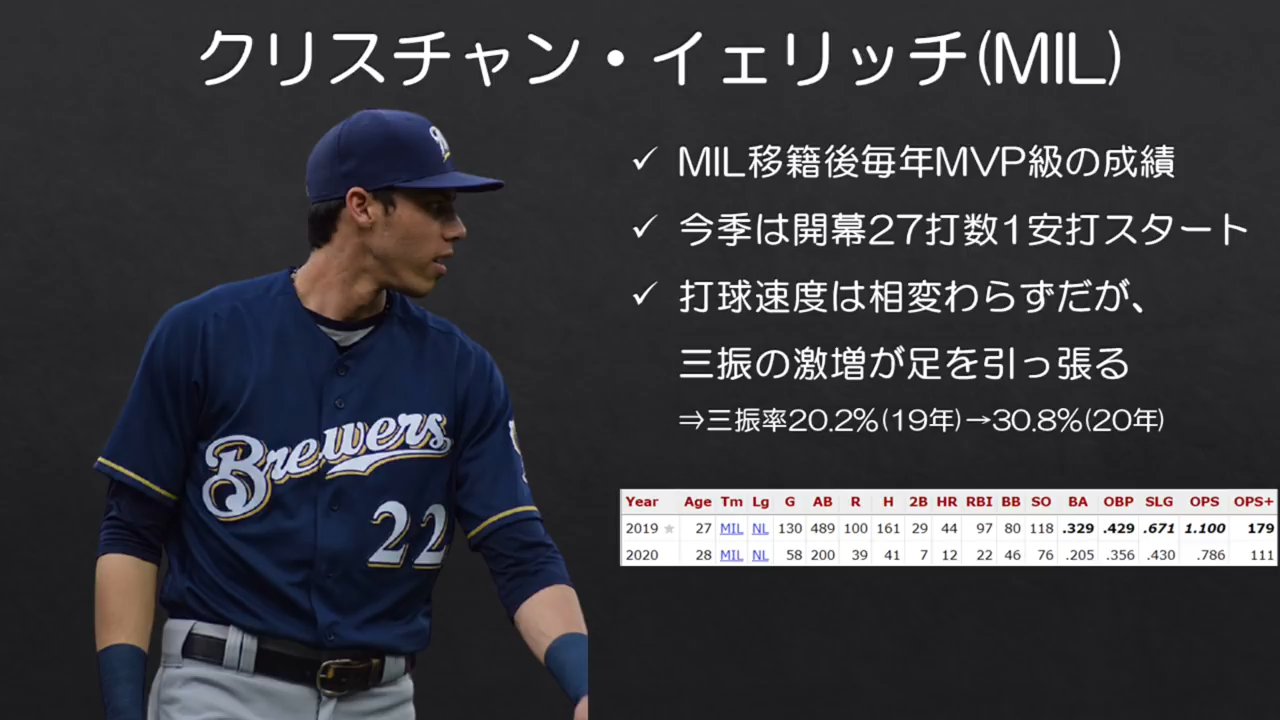 クリスチャン・イェリッチ(MIL)
✓ MIL移籍後毎年MVP級の成績
✓ 今季は開幕27打数1安打スタート
✓ 打球速度は相変わらずだが、
三振の激増が足を引っ張る
⇒三振率20.2%(19年)→30.8%(20年)
Brewers
22
Year Age Tm Lg G AB R H 2B HR RBI BB SO BA OBP SLG OPS OPS+
2019 ★ 27 MIL NL 130 489 100 161 29 44 97 80 118 .329 .429 .671 1.100 179
2020 28 MIL NL 58 200 39 41 7 12 22 46 76 .205 .356 .430 .786 111